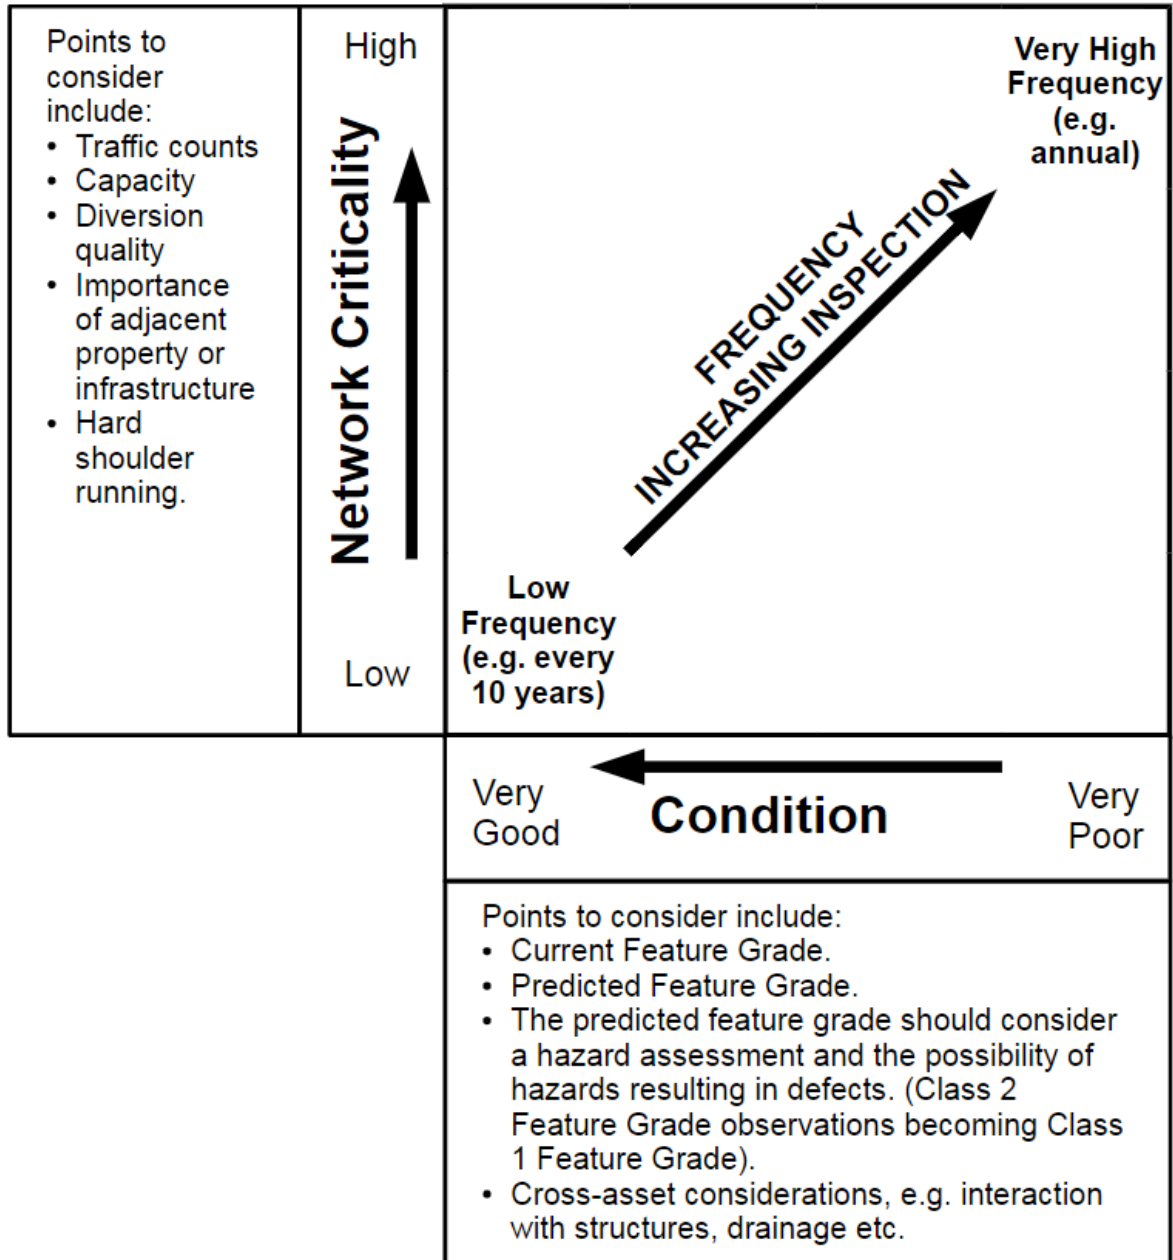 Points to
consider
include:
• Traffic counts
• Capacity
• Diversion
quality
• Importance
of adjacent
property or
infrastructure
• Hard
shoulder
running.
High
Network Criticality
Low
Very High
Frequency
(e.g.
annual)
FREQUENCY
INCREASING INSPECTION
Low
Frequency
(e.g. every
10 years)
Very
Good
Condition
Very
Poor
Points to consider include:
• Current Feature Grade.
• Predicted Feature Grade.
• The predicted feature grade should consider
a hazard assessment and the possibility of
hazards resulting in defects. (Class 2
Feature Grade observations becoming Class
1 Feature Grade).
• Cross-asset considerations, e.g. interaction
with structures, drainage etc.